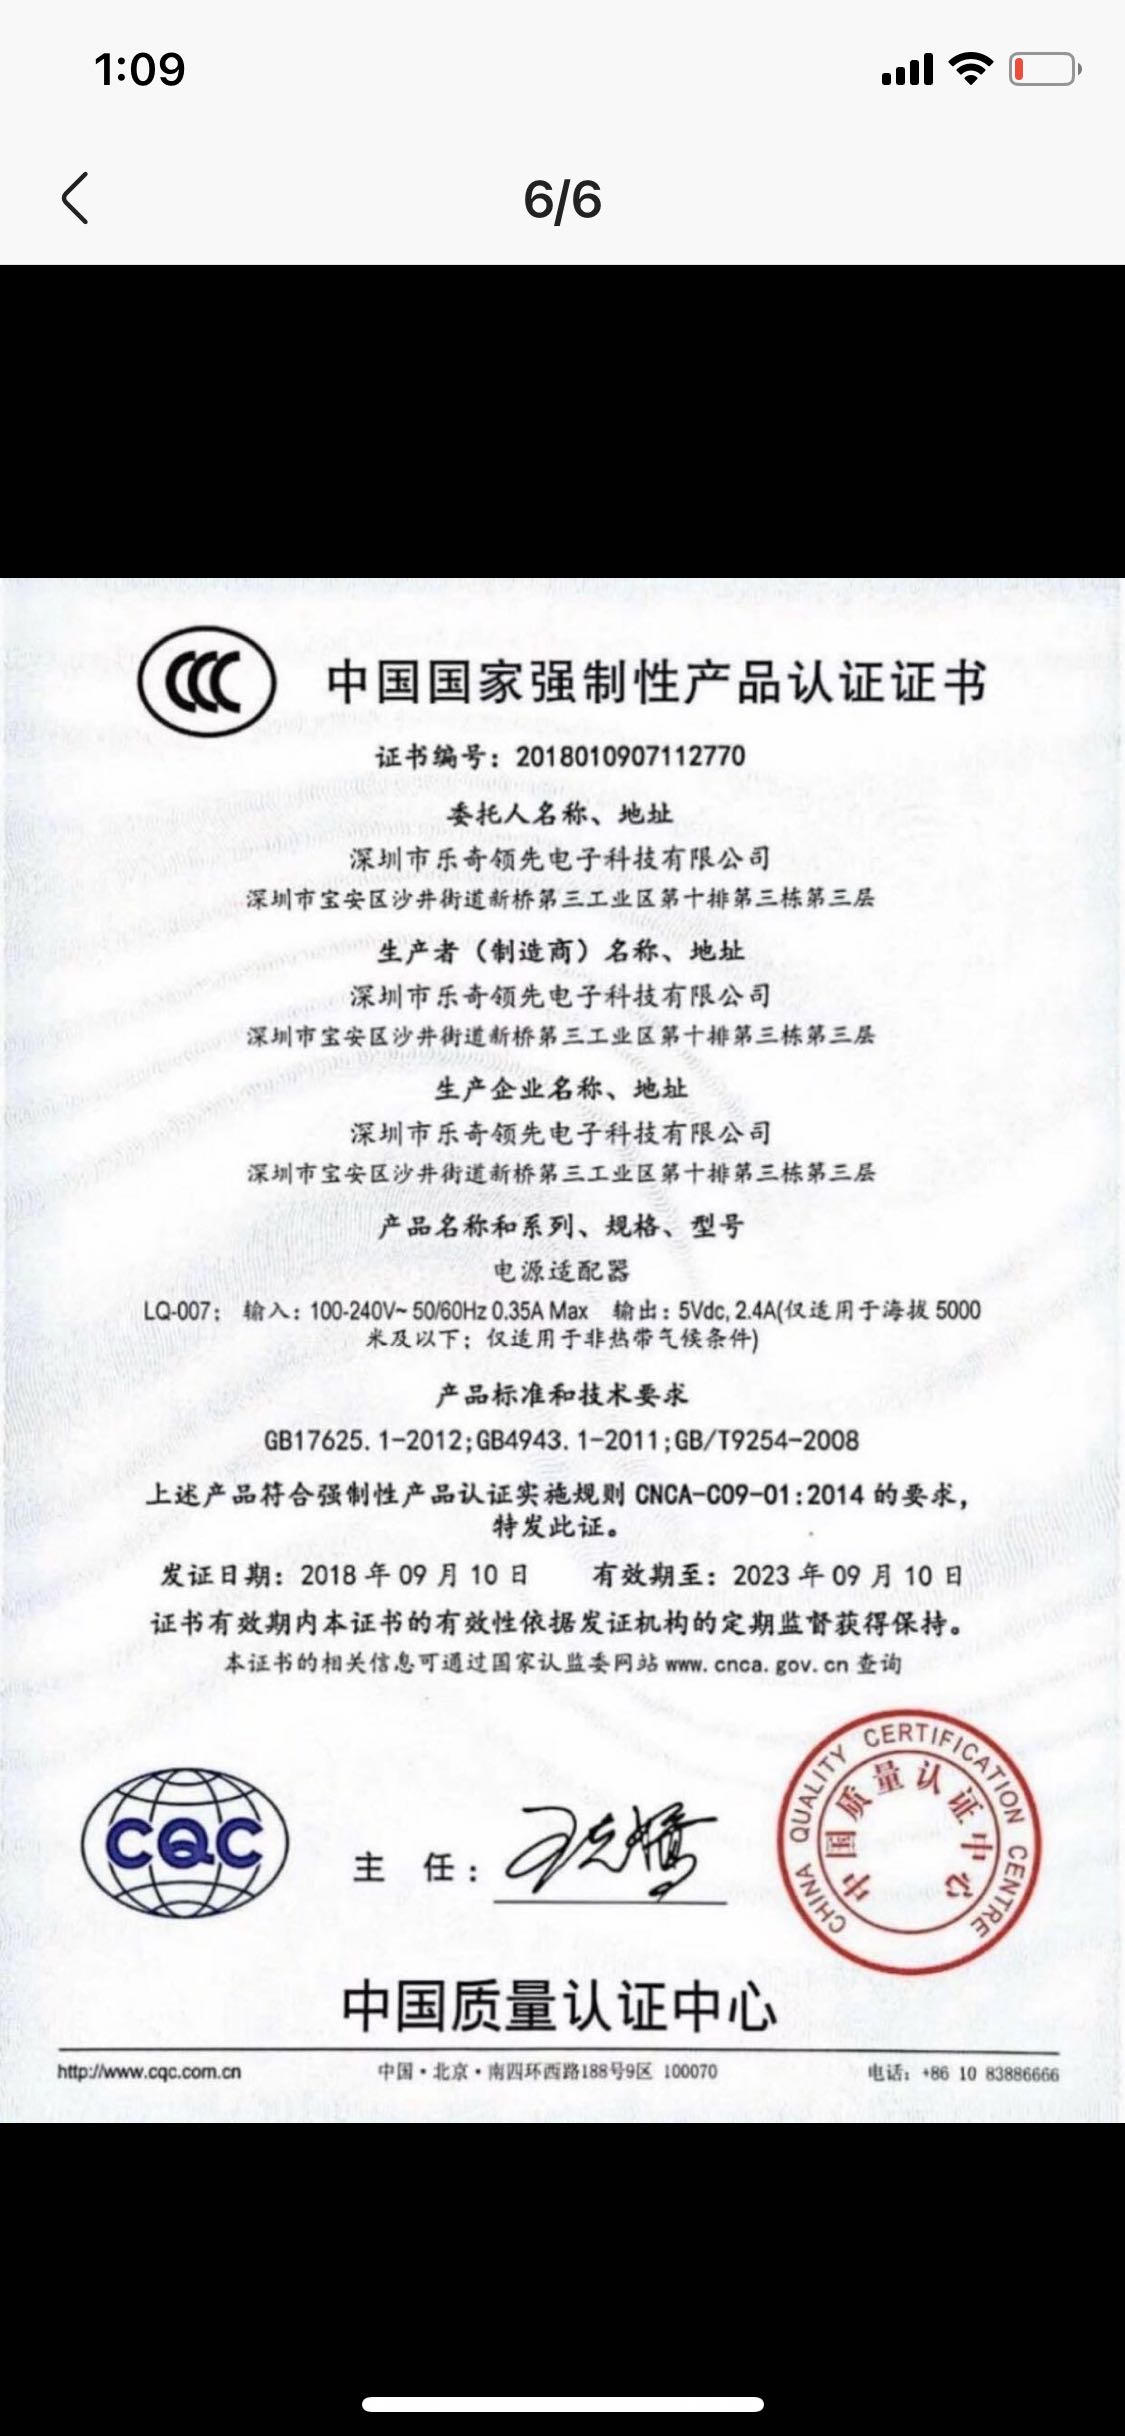 1:09
6/6
CCC
中国国家强制性产品认证证书
证书编号：2018010907112770
委托人名称、地址
深圳市乐奇领先电子科技有限公司
深圳市宝安区沙井街道新桥第三工业区第十排第三栋第三层
生产者（制造商）名称、地址
深圳市乐奇领先电子科技有限公司
深圳市宝安区沙井街道新桥第三工业区第十排第三栋第三层
生产企业名称、地址
深圳市乐奇领先电子科技有限公司
深圳市宝安区沙井街道新桥第三工业区第十排第三栋第三层
产品名称和系列、规格、型号
电源适配器
LQ-007； 输入：100-240V~ 50/60Hz 0.35A Max 输出：5Vdc, 2.4A(仅适用于海拔 5000
米及以下；仅适用于非热带气候条件)
产品标准和技术要求
GB17625.1-2012;GB4943.1-2011;GB/T9254-2008
上述产品符合强制性产品认证实施规则 CNCA-C09-01:2014 的要求，
特发此证。
发证日期：2018 年 09 月 10 日 有效期至：2023 年 09 月 10 日
证书有效期内本证书的有效性依据发证机构的定期监督获得保持。
本证书的相关信息可通过国家认监委网站 www.cnca.gov.cn 查询
CQC
主 任：
CHINA QUALITY CERTIFICATION CENTRE
中国质量认证中心
中国质量认证中心
http://www.cqc.com.cn 中国·北京·南四环西路188号9区 100070 电话：+86 10 83886666